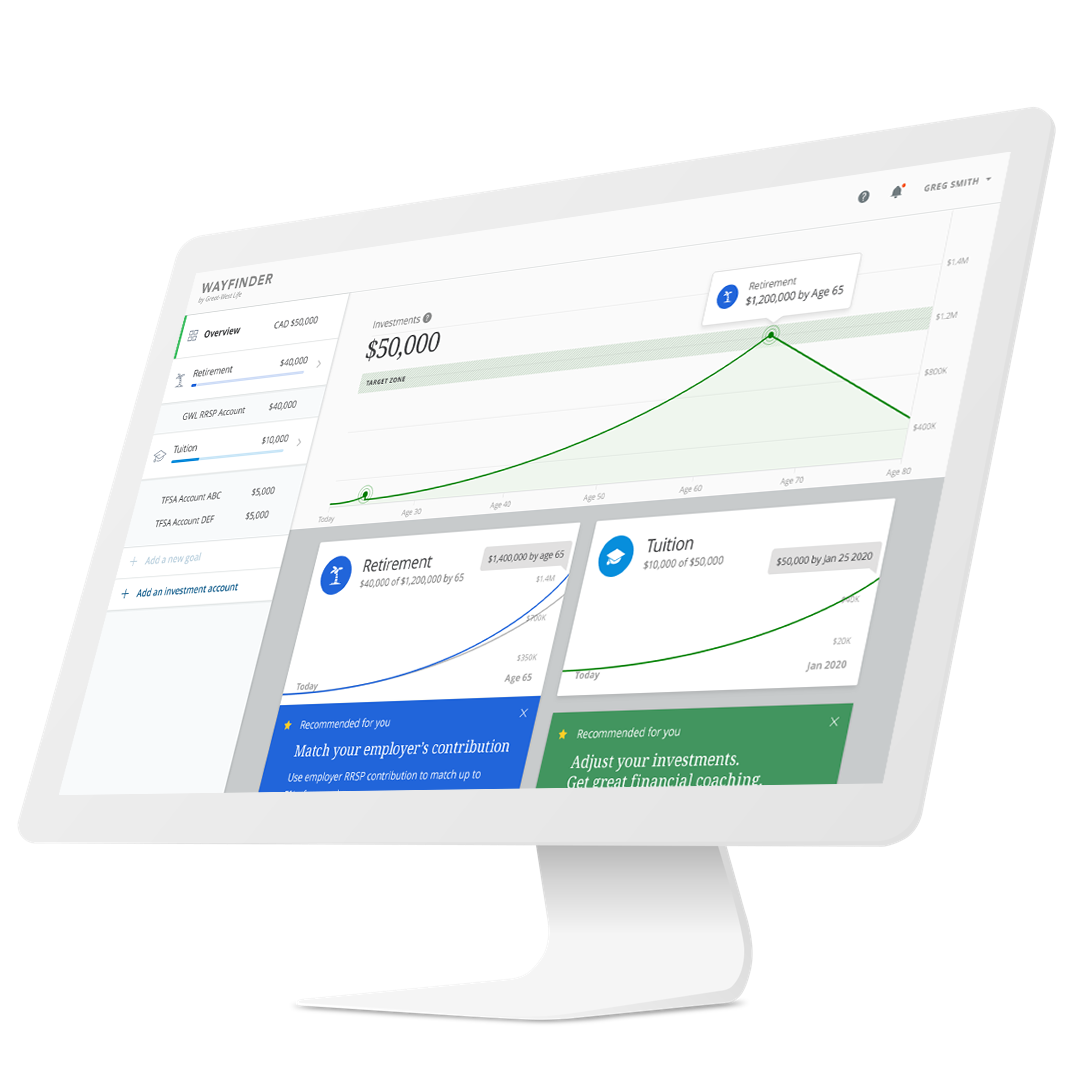 GREG SMITH
WAYFINDER
by Great-West Life
Overview
CAD $50,000
Retirement
$40,000
GWL RRSP Account
$40,000
Tuition
$10,000
TFSA Account ABC
$5,000
TFSA Account DEF
$5,000
+ Add a new goal
+ Add an investment account
Investments ?
$50,000
TARGET ZONE
Retirement
$1,200,000 by Age 65
$1.4M
$1.2M
$800K
$400K
Today
Age 30
Age 40
Age 50
Age 60
Age 70
Age 80
Retirement
$40,000 of $1,200,000 by 65
$1,400,000 by age 65
$1.4M
$700K
$350K
Today
Age 65
Tuition
$10,000 of $50,000
$50,000 by Jan 25 2020
$20K
Today
Jan 2020
Recommended for you
X
Match your employer's contribution
Use employer RRSP contribution to match up to
Recommended for you
X
Adjust your investments.
Get great financial coaching.